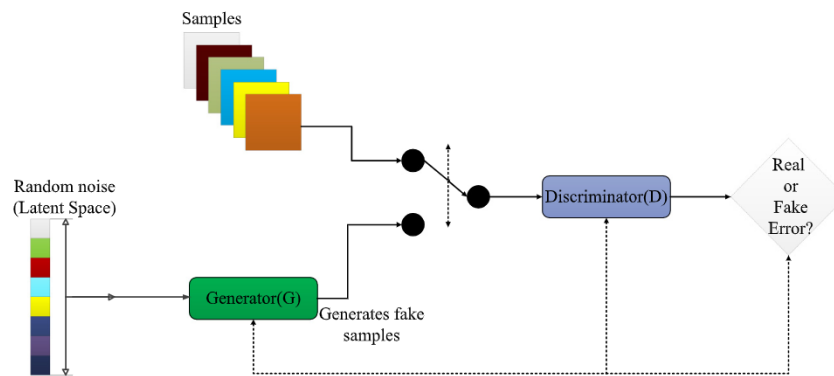 Samples
Random noise
(Latent Space)
Generator(G)
Generates fake
samples
Discriminator(D)
Real
or
Fake
Error?